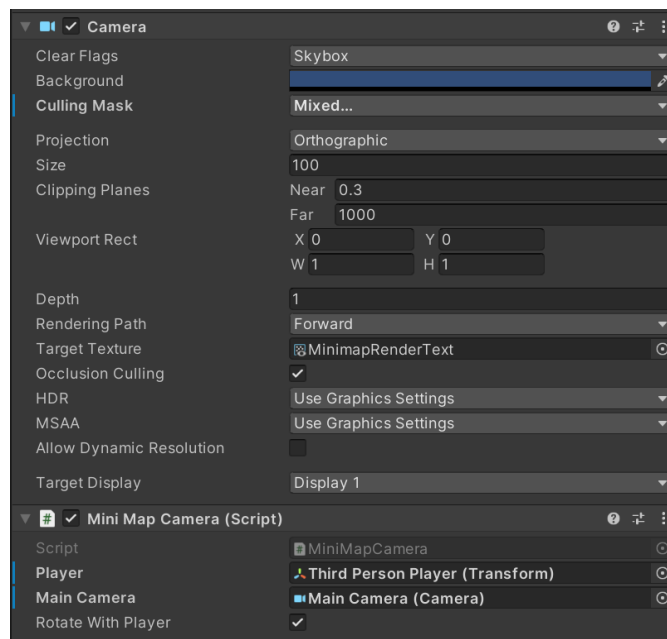 Camera
Clear Flags Skybox
Background
Culling Mask Mixed...
Projection Orthographic
Size 100
Clipping Planes Near 0.3
Far 1000
Viewport Rect X 0 Y 0
W 1 H 1
Depth 1
Rendering Path Forward
Target Texture MinimapRenderText
Occlusion Culling
HDR Use Graphics Settings
MSAA Use Graphics Settings
Allow Dynamic Resolution
Target Display Display 1
# Mini Map Camera (Script)
Script # MiniMapCamera
Player Third Person Player (Transform)
Main Camera Main Camera (Camera)
Rotate With Player